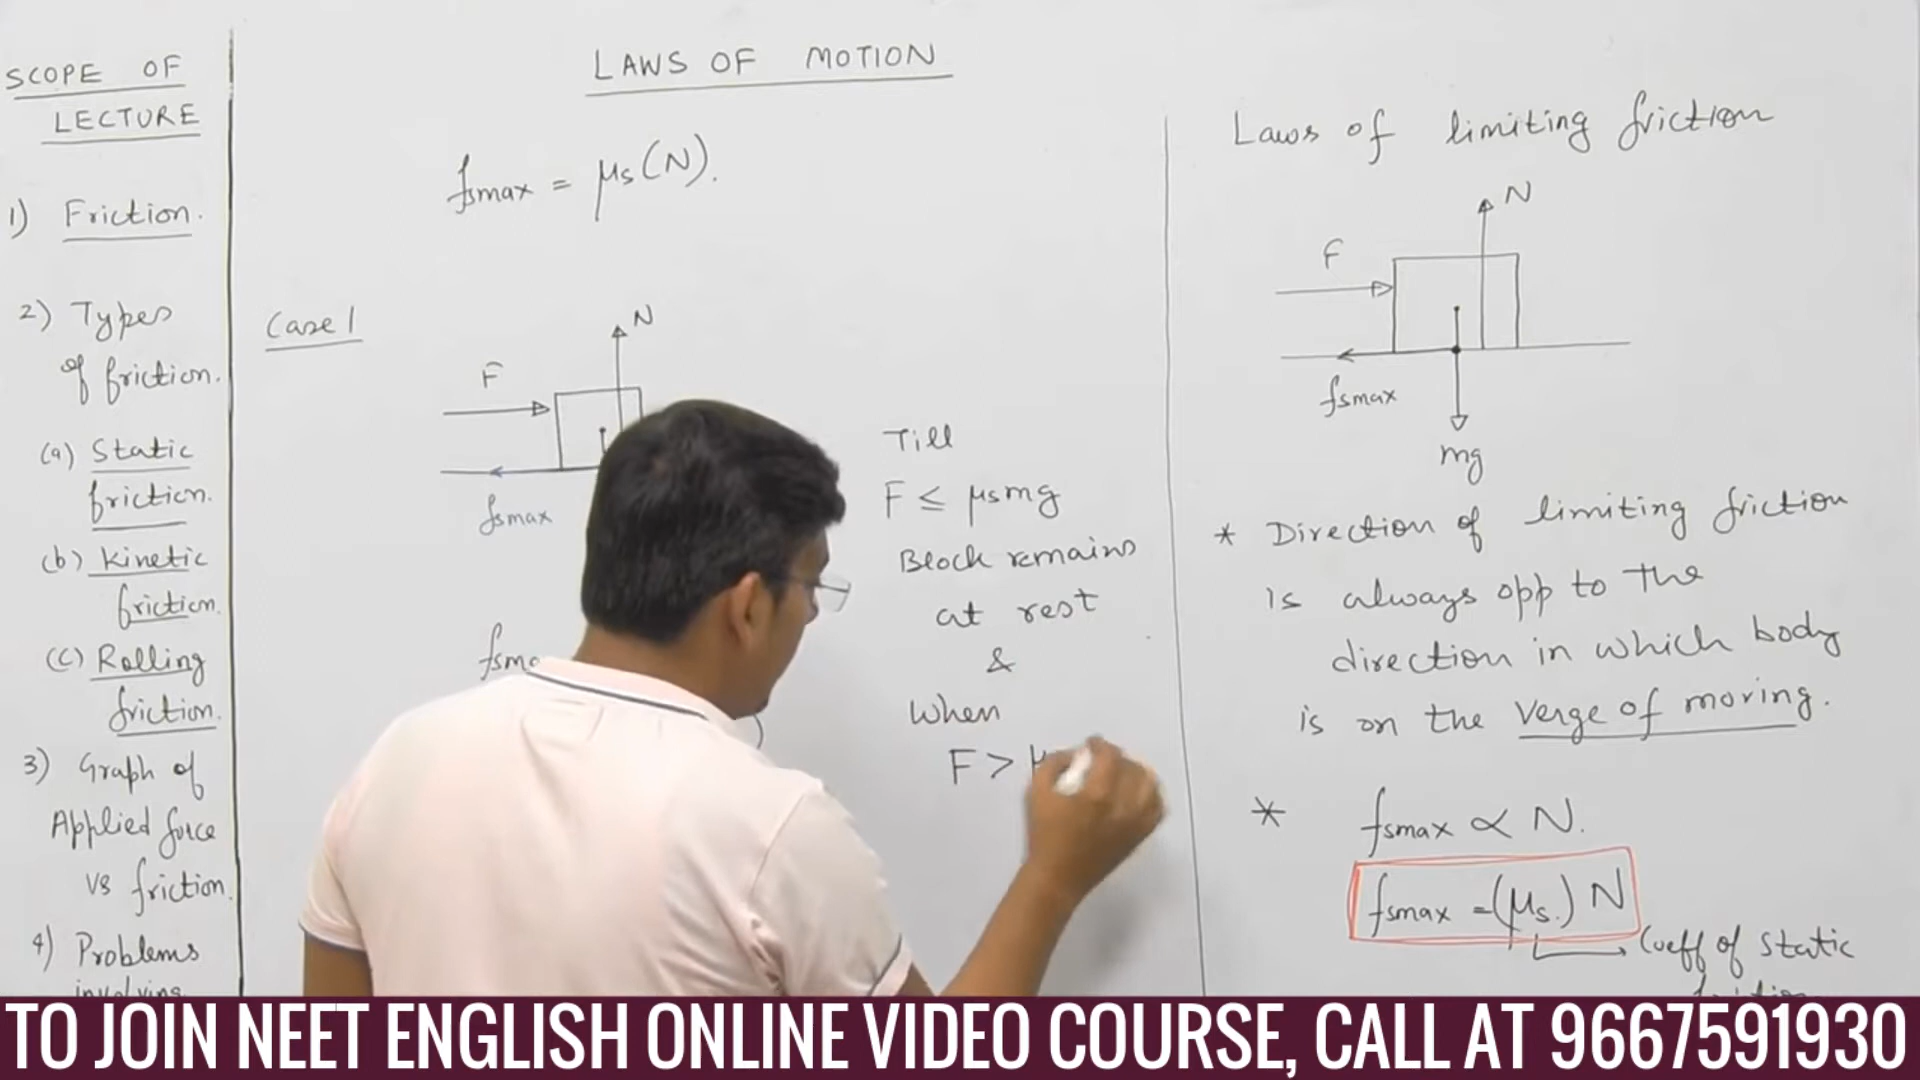 SCOPE OF
LECTURE
1) Friction.
2) Types
of friction.
(a) Static
friction.
(b) Kinetic
friction.
(c) Rolling
friction.
3) Graph of
Applied force
vs friction.
4) Problems
involving
LAWS OF MOTION
fsmax = μs(N).
Case 1
N
F
fsmax
Till
F ≤ μsmg
Block remains
at rest
&
When
F > μ
Laws of limiting friction
N
F
fsmax
mg
* Direction of limiting friction
is always opp to the
direction in which body
is on the verge of moving.
* fsmax ∝ N.
fsmax = (μs.) N
Coeff of static
TO JOIN NEET ENGLISH ONLINE VIDEO COURSE, CALL AT 9667591930